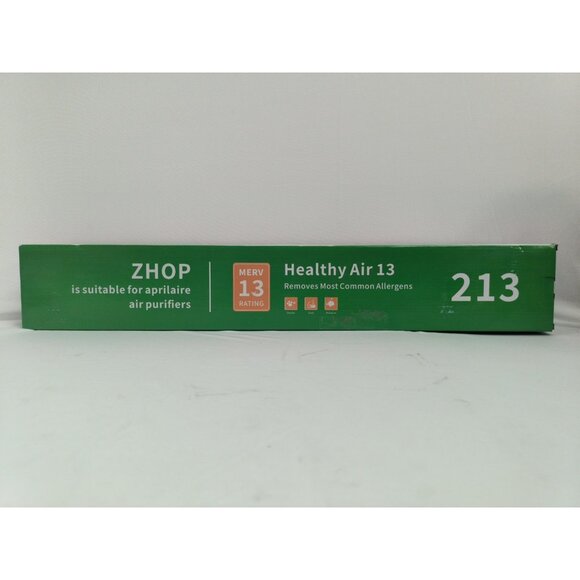 ZHOP
is suitable for aprilaire
air purifiers
MERV
13
RATING
Healthy Air 13
Removes Most Common Allergens
213